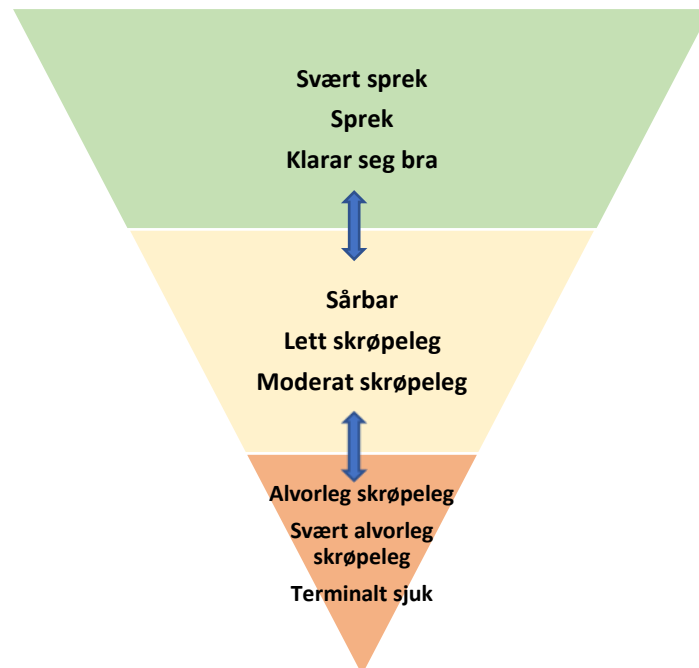 Svært sprek
Sprek
Klarar seg bra
Sårbar
Lett skrøpeleg
Moderat skrøpeleg
Alvorleg skrøpeleg
Svært alvorleg
skrøpeleg
Terminalt sjuk